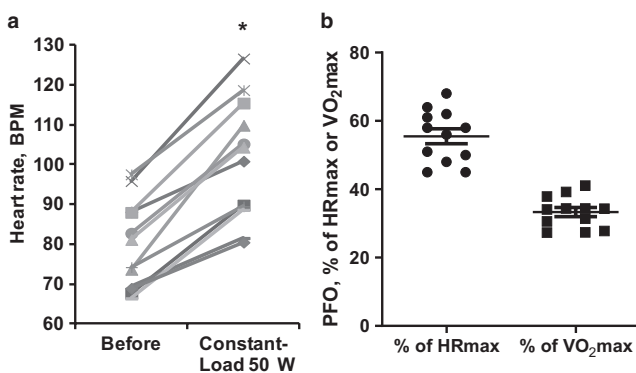 a
*
Heart rate, BPM
130
120
110
100
90
80
70
60
Before
Constant-
Load 50 W
b
PFO, % of HRmax or VO₂max
80
60
40
20
0
% of HRmax
% of VO₂max